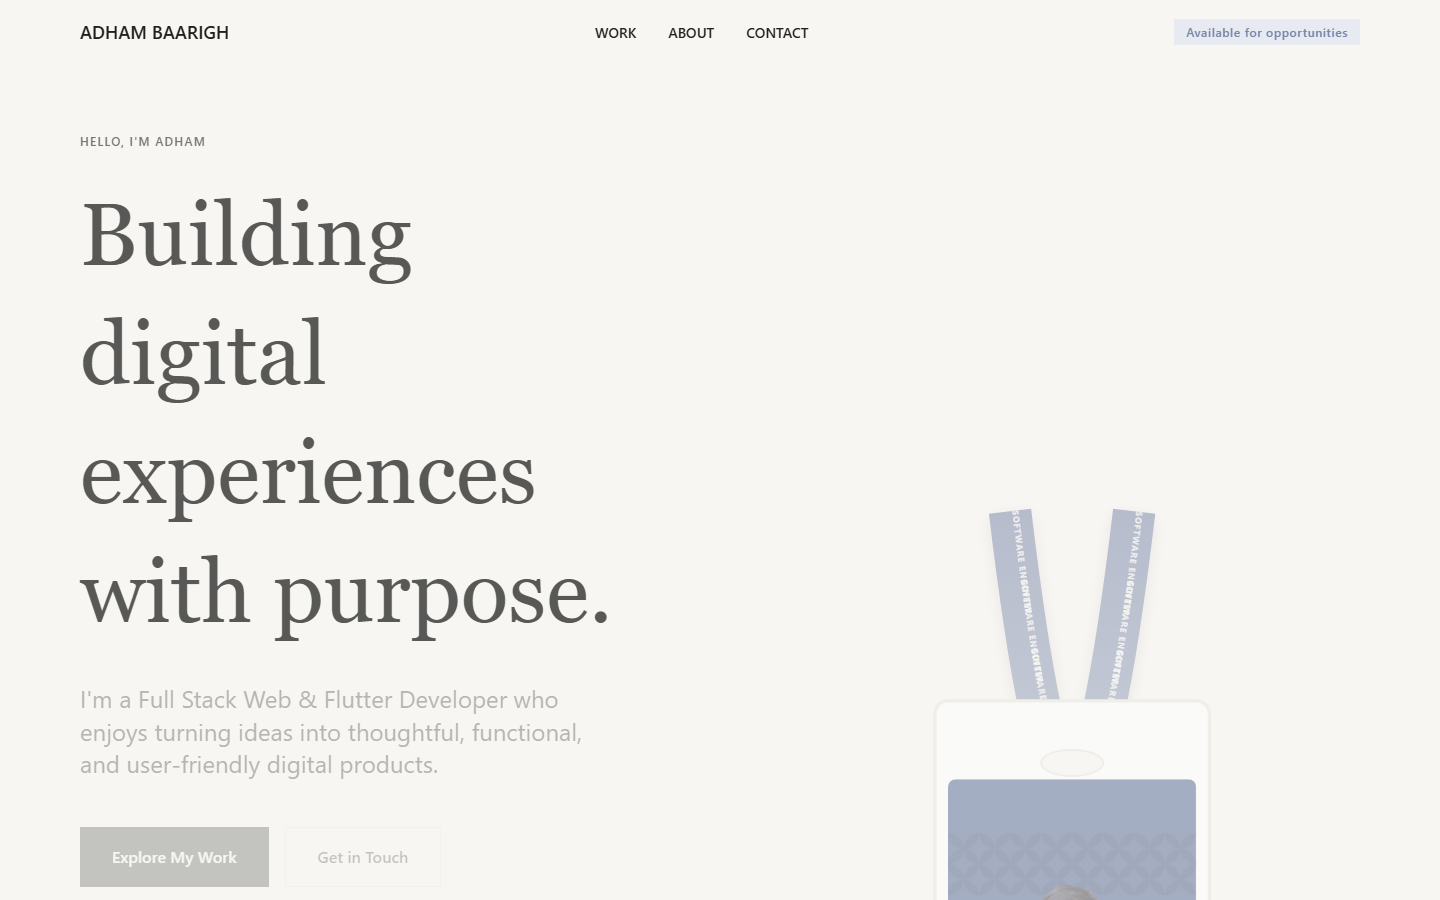 ADHAM BAARIGH
WORK
ABOUT
CONTACT
Available for opportunities
HELLO, I'M ADHAM
Building
digital
experiences
with purpose.
I'm a Full Stack Web & Flutter Developer who
enjoys turning ideas into thoughtful, functional,
and user-friendly digital products.
Explore My Work
Get in Touch
SOFTWARE
SOFTWARE